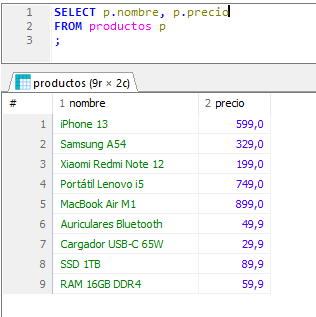 1 SELECT p.nombre, p.precio
2 FROM productos p
3 ;
productos (9r × 2c)
# 1 nombre 2 precio
1 iPhone 13 599,0
2 Samsung A54 329,0
3 Xiaomi Redmi Note 12 199,0
4 Portátil Lenovo i5 749,0
5 MacBook Air M1 899,0
6 Auriculares Bluetooth 49,9
7 Cargador USB-C 65W 29,9
8 SSD 1TB 89,9
9 RAM 16GB DDR4 59,9